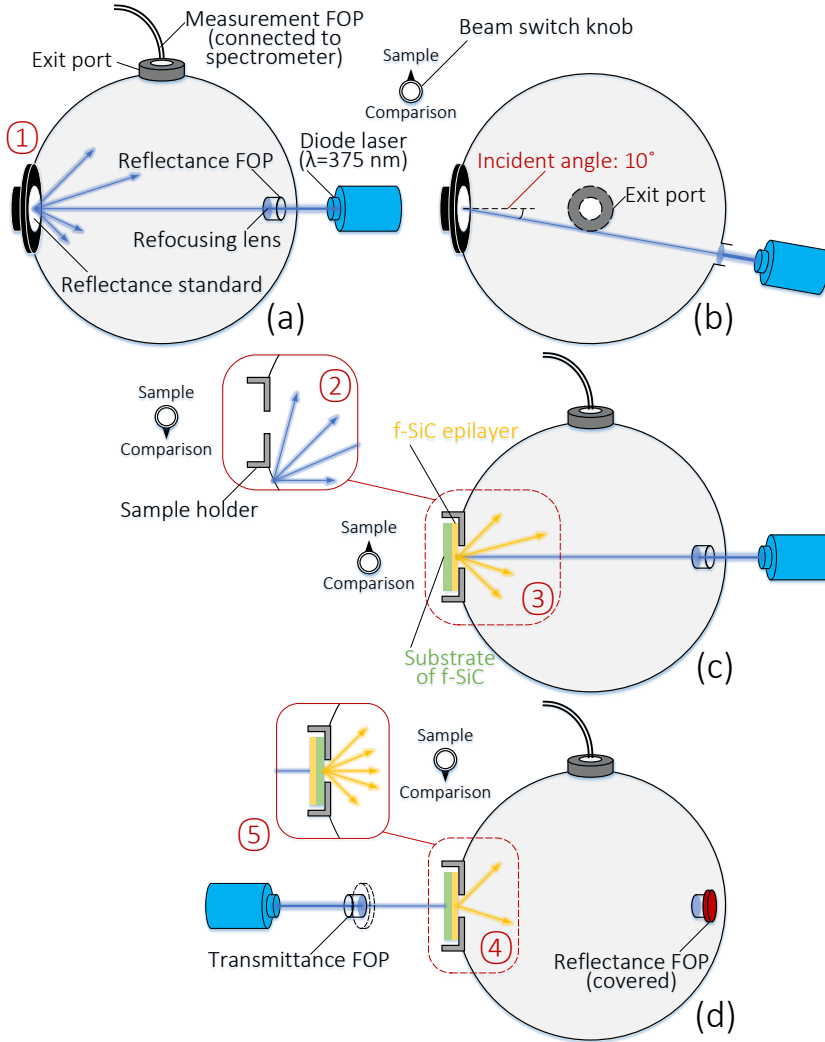 Measurement FOP
(connected to
spectrometer)
Exit port
Beam switch knob
Sample
Comparison
1
Reflectance FOP
Diode laser
(λ=375 nm)
Refocusing lens
Reflectance standard
(a)
Incident angle: 10°
Exit port
(b)
Sample
Comparison
2
Sample holder
f-SiC epilayer
Sample
Comparison
3
Substrate
of f-SiC
(c)
Sample
Comparison
5
4
Transmittance FOP
Reflectance FOP
(covered)
(d)